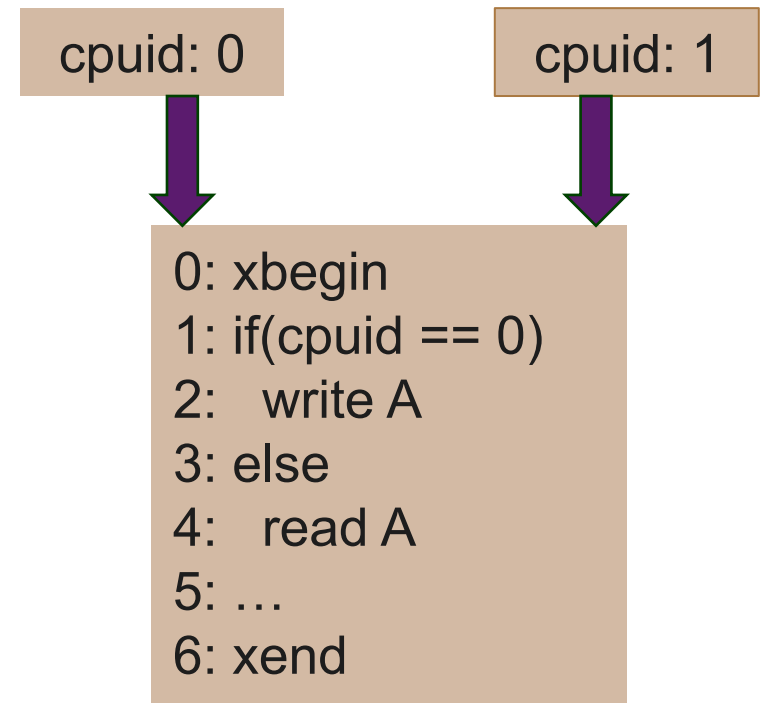 cpuid: 0
cpuid: 1
0: xbegin
1: if(cpuid == 0)
2:   write A
3: else
4:   read A
5: …
6: xend